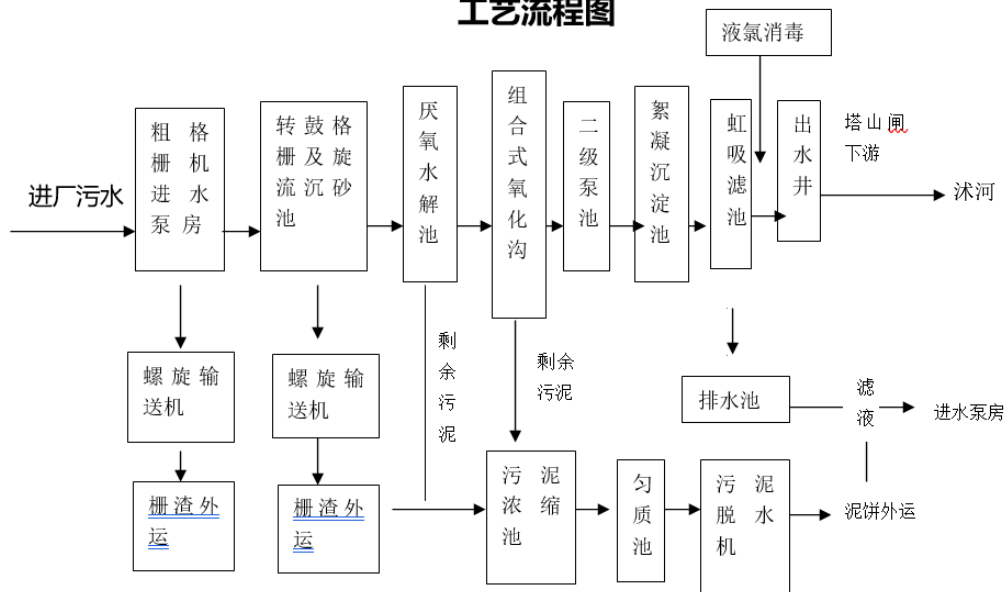 工艺流程图
液氯消毒
进厂污水
粗格
栅机
进水
泵房
转鼓格
栅及旋
流沉砂
池
厌
氧
水
解
池
组
合
式
氧
化
沟
二
级
泵
池
絮
凝
沉
淀
池
虹
吸
滤
池
出
水
井
塔山闸
下游
沭河
螺旋输
送机
螺旋输
送机
剩
余
污
泥
剩余
污泥
排水池
滤
液
进水泵房
栅渣外
运
栅渣外
运
污泥
浓缩
池
匀
质
池
污泥
脱水
机
泥饼外运